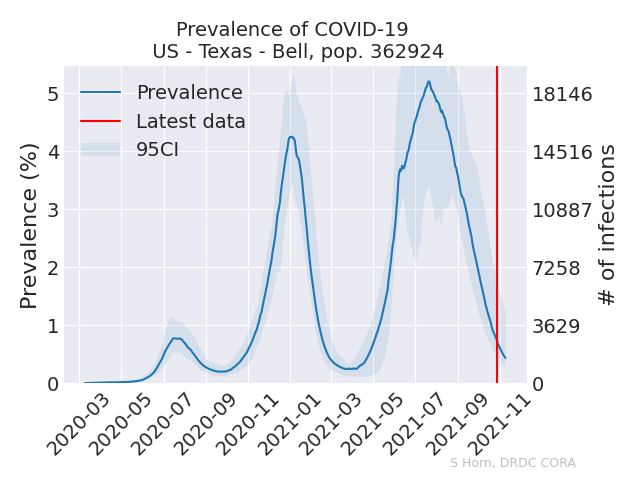 Prevalence of COVID-19
US - Texas - Bell, pop. 362924
Prevalence
Latest data
95CI
Prevalence (%)
5
4
3
2
1
0
18146
14516
10887
7258
3629
0
# of infections
2020-03
2020-05
2020-07
2020-09
2020-11
2021-01
2021-03
2021-05
2021-07
2021-09
2021-11
S Horn, DRDC CORA